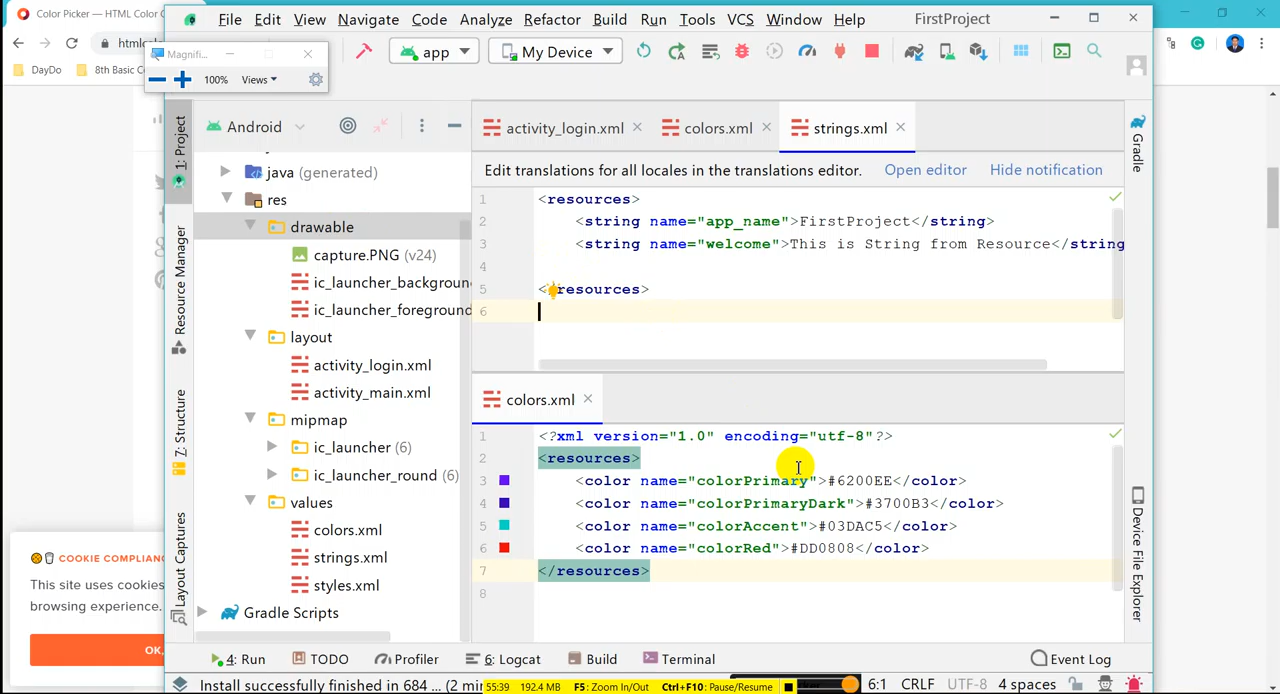 Color Picker — HTML Color C
File Edit View Navigate Code Analyze Refactor Build Run Tools VCS Window Help FirstProject
htmlc
Magnifi...
100% Views
DayDo 8th Basic C
app My Device
Android
activity_login.xml colors.xml strings.xml
Edit translations for all locales in the translations editor. Open editor Hide notification
1: Project
Resource Manager
7: Structure
Layout Captures
java (generated)
res
drawable
capture.PNG (v24)
ic_launcher_backgroun
ic_launcher_foreground
layout
activity_login.xml
activity_main.xml
mipmap
ic_launcher (6)
ic_launcher_round (6)
values
colors.xml
strings.xml
styles.xml
Gradle Scripts
1 <resources>
2 <string name="app_name">FirstProject</string>
3 <string name="welcome">This is String from Resource</string
4
5 </resources>
6
colors.xml
1 <?xml version="1.0" encoding="utf-8"?>
2 <resources>
3 <color name="colorPrimary">#6200EE</color>
4 <color name="colorPrimaryDark">#3700B3</color>
5 <color name="colorAccent">#03DAC5</color>
6 <color name="colorRed">#DD0808</color>
7 </resources>
8
Gradle
Device File Explorer
COOKIE COMPLIANC
This site uses cookies
browsing experience.
OK,
4: Run TODO Profiler 6: Logcat Build Terminal Event Log
Install successfully finished in 684 ... (2 min
55:39 192.4 MB F5: Zoom In/Out Ctrl+F10: Pause/Resume
6:1 CRLF UTF-8 4 spaces